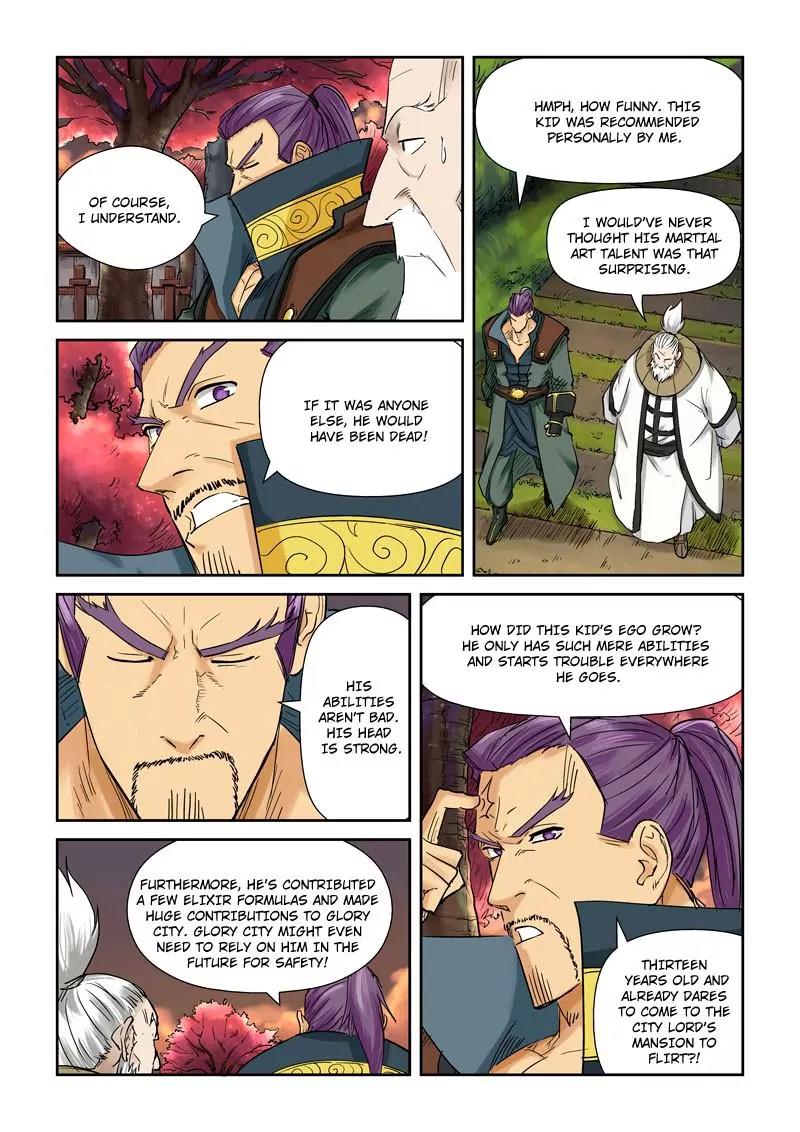 OF COURSE,
I UNDERSTAND.
HMPH, HOW FUNNY. THIS
KID WAS RECOMMENDED
PERSONALLY BY ME.
I WOULD'VE NEVER
THOUGHT HIS MARTIAL
ART TALENT WAS THAT
SURPRISING.
IF IT WAS ANYONE
ELSE, HE WOULD
HAVE BEEN DEAD!
HIS
ABILITIES
AREN'T BAD.
HIS HEAD
IS STRONG.
HOW DID THIS KID'S EGO GROW?
HE ONLY HAS SUCH MERE ABILITIES
AND STARTS TROUBLE EVERYWHERE
HE GOES.
FURTHERMORE, HE'S CONTRIBUTED
A FEW ELIXIR FORMULAS AND MADE
HUGE CONTRIBUTIONS TO GLORY
CITY. GLORY CITY MIGHT EVEN
NEED TO RELY ON HIM IN THE
FUTURE FOR SAFETY!
THIRTEEN
YEARS OLD AND
ALREADY DARES
TO COME TO THE
CITY LORD'S
MANSION TO
FLIRT?!